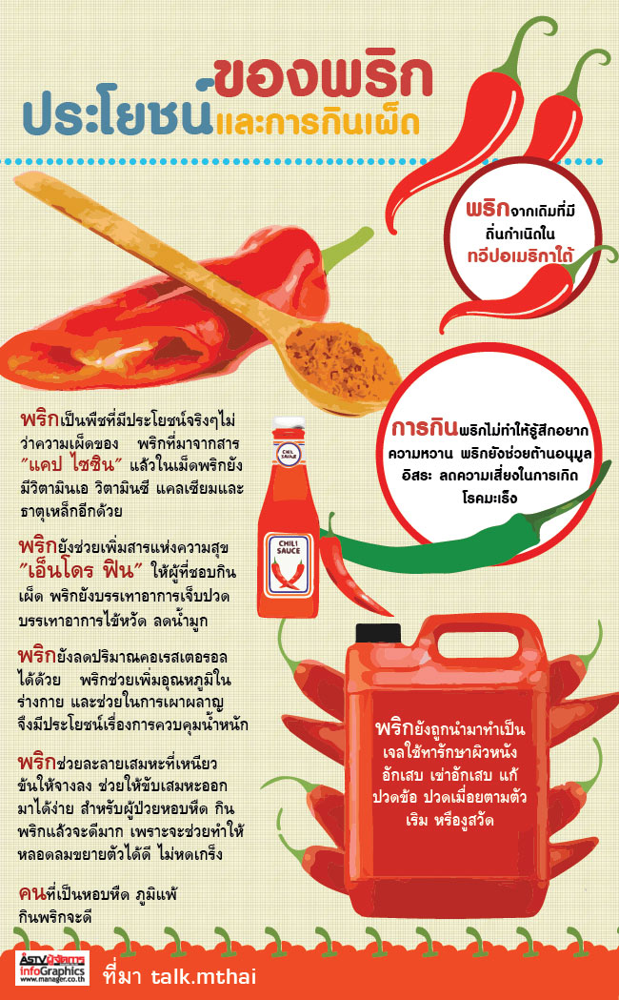 ประโยชน์ของพริก
และการกินเผ็ด
พริกจากเดิมที่มี
ถิ่นกำเนิดใน
ทวีปอเมริกาใต้
การกินพริกไม่ทำให้รู้สึกอยาก
ความหวาน พริกยังช่วยต้านอนุมูล
อิสระ ลดความเสี่ยงในการเกิด
โรคมะเร็ง
พริกเป็นพืชที่มีประโยชน์จริงๆไม่
ว่าความเผ็ดของ พริกที่มาจากสาร
"แคป ไซซิน" แล้วในเม็ดพริกยัง
มีวิตามินเอ วิตามินซี แคลเซียมและ
ธาตุเหล็กอีกด้วย
CHILI
SAUCE
CHILI
SAUCE
พริกยังช่วยเพิ่มสารแห่งความสุข
"เอ็นโดร ฟิน" ให้ผู้ที่ชอบกิน
เผ็ด พริกยังบรรเทาอาการเจ็บปวด
บรรเทาอาการไข้หวัด ลดน้ำมูก
พริกยังลดปริมาณคอเรสเตอรอล
ได้ด้วย พริกช่วยเพิ่มอุณหภูมิใน
ร่างกาย และช่วยในการเผาผลาญ
จึงมีประโยชน์เรื่องการควบคุมน้ำหนัก
พริกช่วยละลายเสมหะที่เหนียว
ข้นให้จางลง ช่วยให้ขับเสมหะออก
มาได้ง่าย สำหรับผู้ป่วยหอบหืด กิน
พริกแล้วจะดีมาก เพราะจะช่วยทำให้
หลอดลมขยายตัวได้ดี ไม่หดเกร็ง
คนที่เป็นหอบหืด ภูมิแพ้
กินพริกจะดี
พริกยังถูกนำมาทำเป็น
เจลใช้ทารักษาผิวหนัง
อักเสบ เข่าอักเสบ แก้
ปวดข้อ ปวดเมื่อยตามตัว
เริม หรืองูสวัด
ASTVผู้จัดการ
infoGraphics
www.manager.co.th
ที่มา talk.mthai